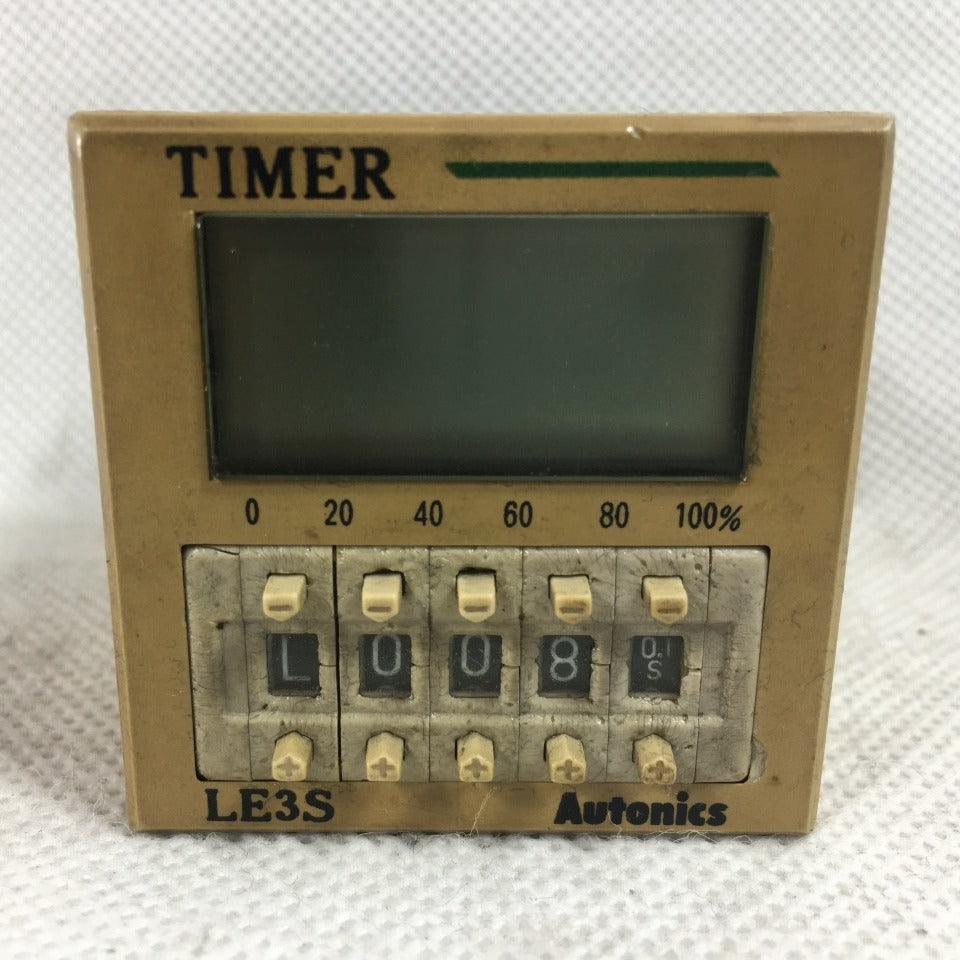 TIMER
0 20 40 60 80 100%
- - - - -
L 0 0 8 0.1 S
+ + + + +
LE3S Autonics